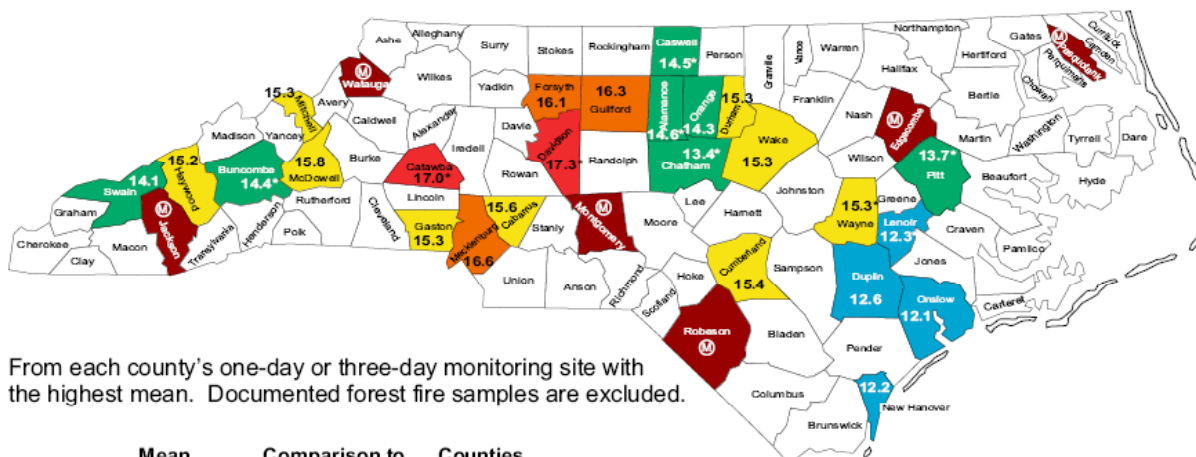 Ashe
Alleghany
Surry
Stokes
Rockingham
Caswell
14.5*
Person
Granville
Vance
Warren
Northampton
Gates
Hertford
Halifax
Currituck
Camden
Pasquotank
M
Perquimans
Chowan
Bertie
M
Watauga
Wilkes
Yadkin
Forsyth
16.1
16.3
Guilford
Alamance
14.6*
Orange
14.3
15.3
Durham
Franklin
Nash
M
Edgecombe
Martin
Washington
Tyrrell
Dare
15.3
Mitchell
Avery
Caldwell
Alexander
Iredell
Davie
Davidson
17.3*
Randolph
13.4*
Chatham
Wake
15.3
Wilson
13.7*
Pitt
Beaufort
Hyde
Madison
Yancey
15.8
McDowell
Burke
Catawba
17.0*
Rowan
Johnston
Greene
15.2
Haywood
Buncombe
14.4*
Rutherford
Lincoln
Lee
Harnett
15.3*
Wayne
Lenoir
12.3*
Craven
Pamlico
Swain
14.1
Graham
M
Jackson
Henderson
Transylvania
Polk
Cleveland
Gaston
15.3
Mecklenburg
16.6
15.6
Cabarrus
Stanly
M
Montgomery
Moore
Cumberland
15.4
Sampson
Duplin
12.6
Jones
Onslow
12.1
Carteret
Cherokee
Clay
Macon
Union
Anson
Richmond
Scotland
Hoke
Robeson
M
Bladen
Pender
Columbus
12.2
New Hanover
Brunswick
From each county's one-day or three-day monitoring site with
the highest mean. Documented forest fire samples are excluded.
Mean Comparison to Counties